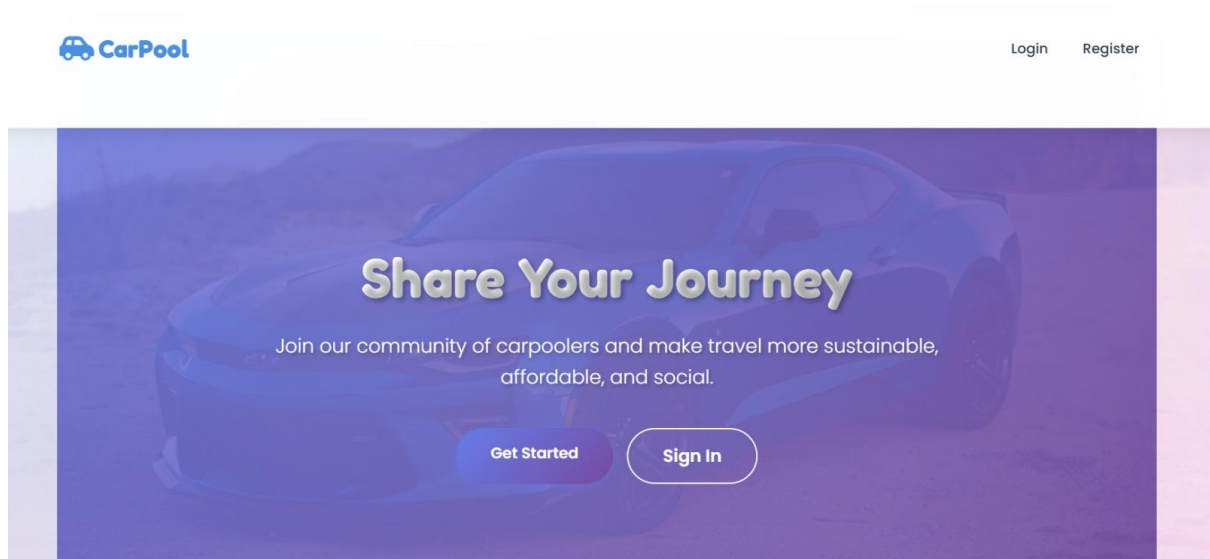 CarPool
Login Register
Share Your Journey
Join our community of carpoolers and make travel more sustainable,
affordable, and social.
Get Started Sign In